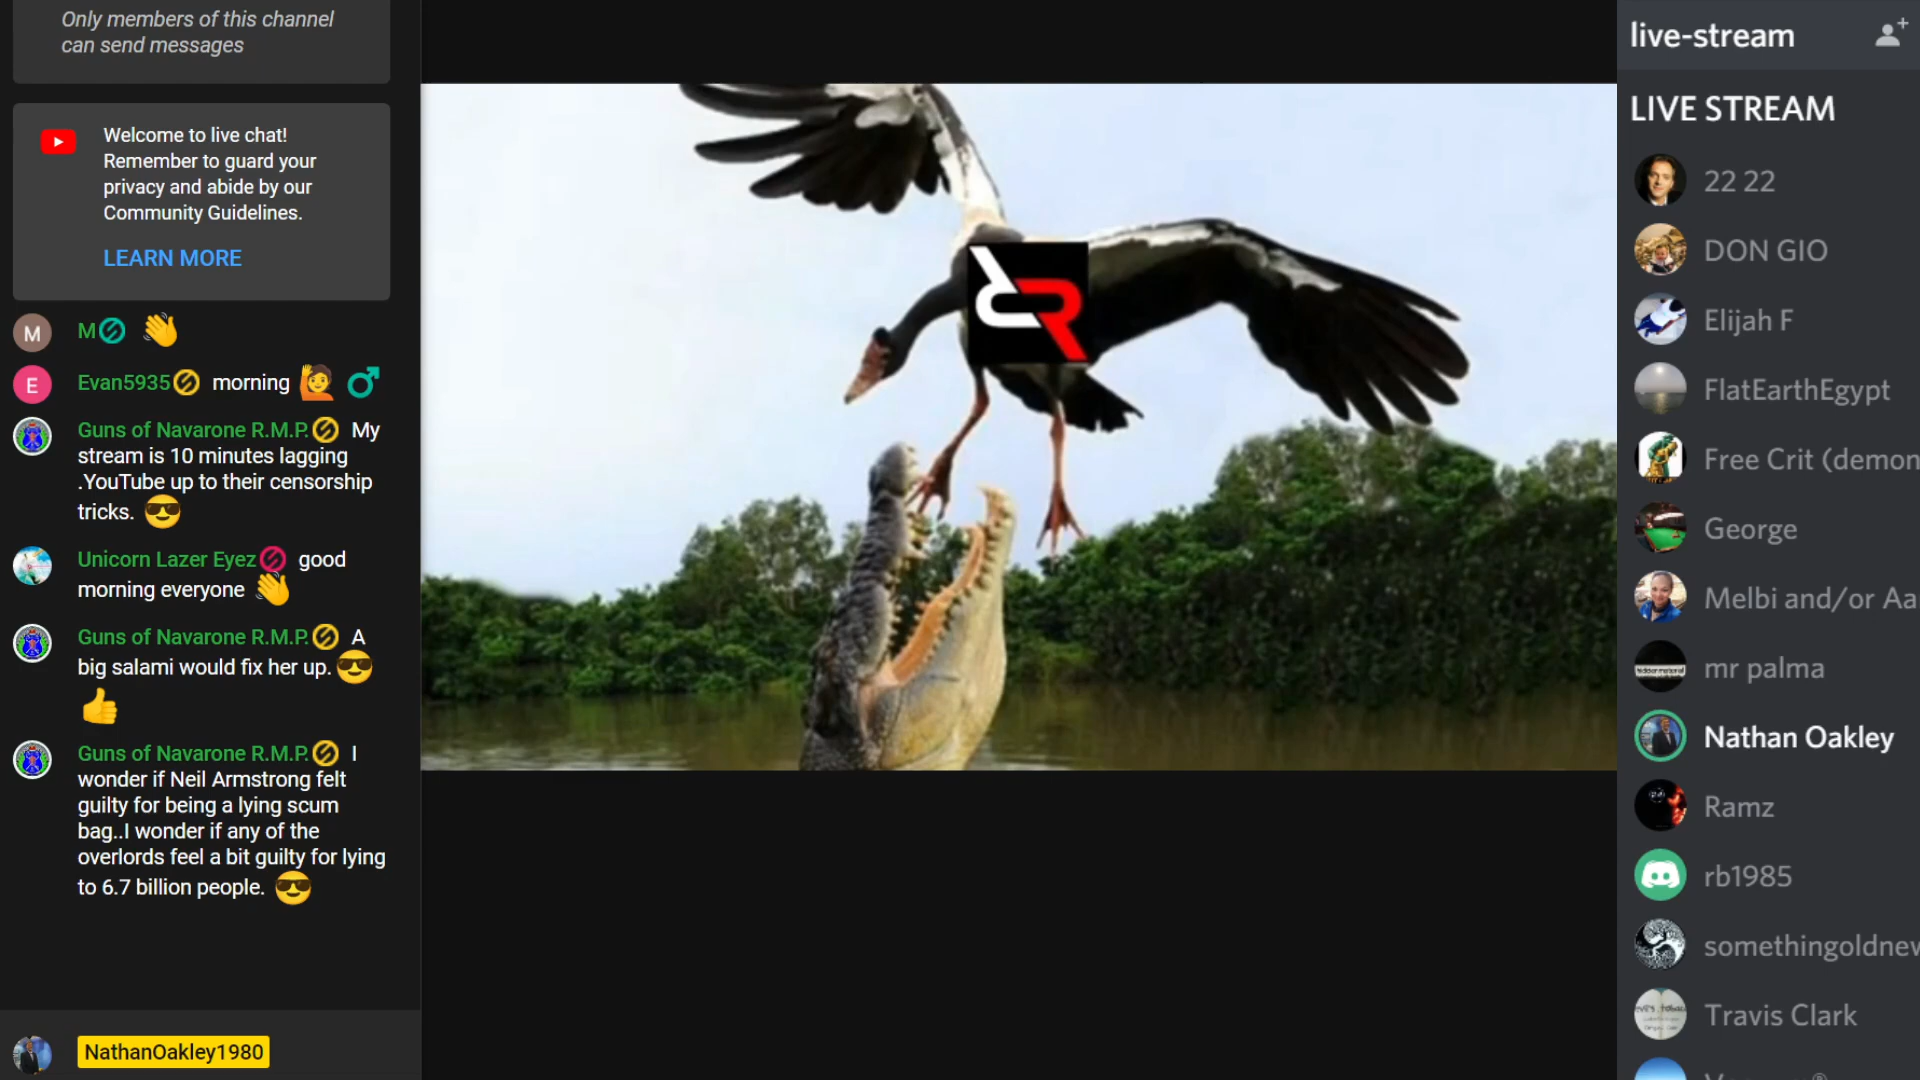 Only members of this channel
can send messages
Welcome to live chat!
Remember to guard your
privacy and abide by our
Community Guidelines.
LEARN MORE
M
M
E
Evan5935 morning
Guns of Navarone R.M.P. My
stream is 10 minutes lagging
.YouTube up to their censorship
tricks.
Unicorn Lazer Eyez good
morning everyone
Guns of Navarone R.M.P. A
big salami would fix her up.
Guns of Navarone R.M.P. I
wonder if Neil Armstrong felt
guilty for being a lying scum
bag..I wonder if any of the
overlords feel a bit guilty for lying
to 6.7 billion people.
NathanOakley1980
R
live-stream
LIVE STREAM
22 22
DON GIO
Elijah F
FlatEarthEgypt
Free Crit (demon
George
Melbi and/or Aa
mr palma
Nathan Oakley
Ramz
rb1985
somethingoldnew
Travis Clark